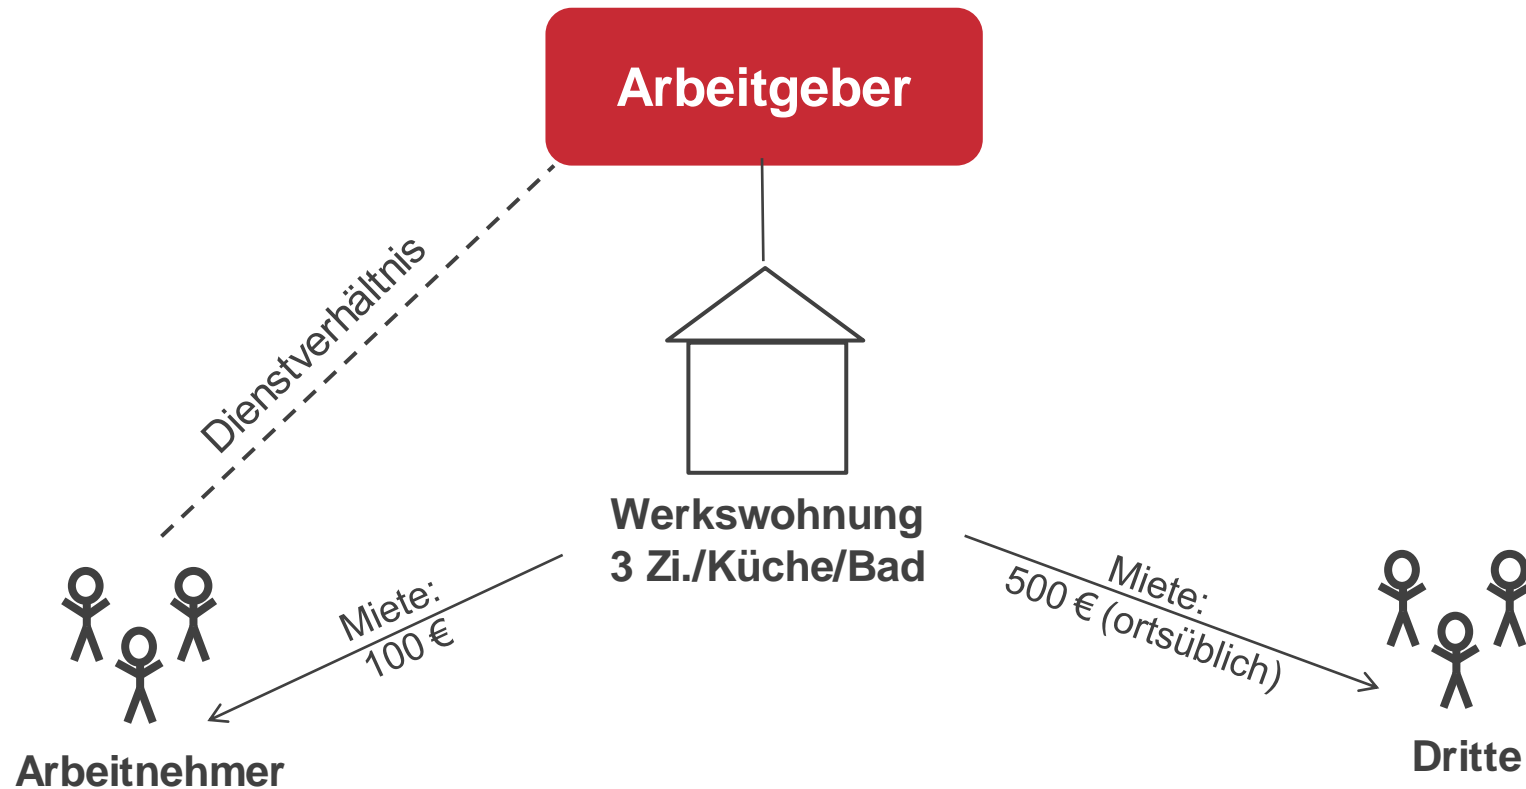 Arbeitgeber
Dienstverhältnis
Werkswohnung
3 Zi./Küche/Bad
Miete:
100 €
Miete:
500 € (ortsüblich)
Arbeitnehmer
Dritte